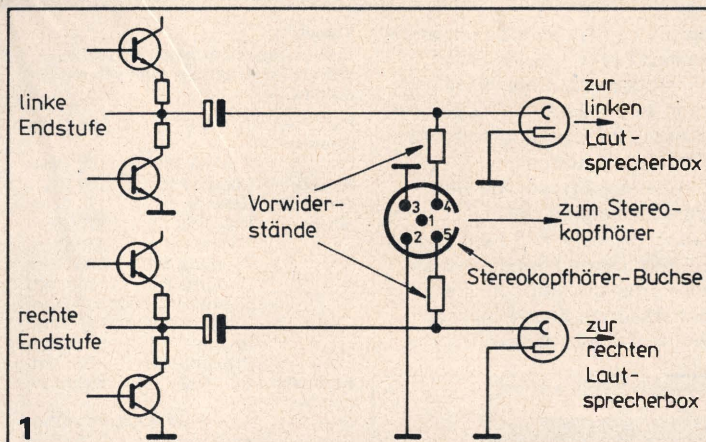 linke
Endstufe
zur
linken
Laut-
sprecherbox
Vorwider-
stände
3
4
1
2
5
zum Stereo-
kopfhörer
Stereokopfhörer-Buchse
rechte
Endstufe
zur
rechten
Laut-
sprecherbox
1